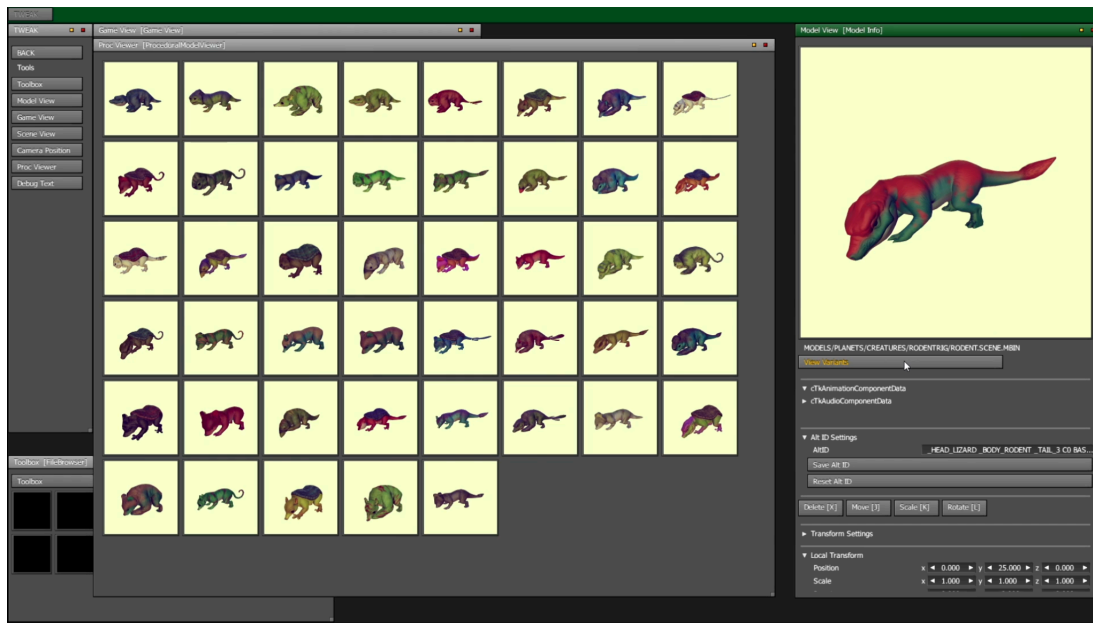 TWEAK
TWEAK
BACK
Tools
Toolbox
Model View
Game View
Scene View
Camera Position
Proc Viewer
Debug Text
Game View [Game View]
Proc Viewer [ProcedoralModelViewer]
Toolbox [FileBrowser]
Toolbox
Model View [Model Info]
MODELS/PLANETS/CREATURES/RODENTRIG/RODENT.SCENE.MBIN
View Variants
cTkAnimationComponentData
cTkAudioComponentData
Alt ID Settings
AltID _HEAD_LIZARD _BODY_RODENT _TAIL_3 C0 BAS...
Save Alt ID
Reset Alt ID
Delete [X] Move [J] Scale [K] Rotate [L]
Transform Settings
Local Transform
Position x 0.000 y 25.000 z 0.000
Scale x 1.000 y 1.000 z 1.000